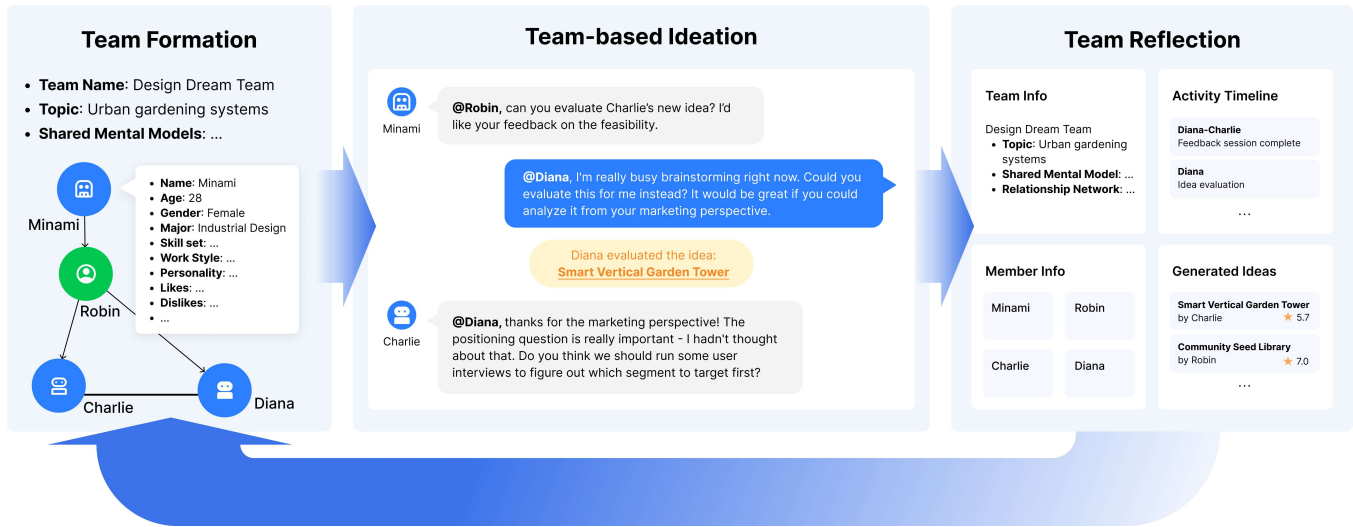 Team Formation
• Team Name: Design Dream Team
• Topic: Urban gardening systems
• Shared Mental Models: ...
Minami
• Name: Minami
• Age: 28
• Gender: Female
• Major: Industrial Design
• Skill set: ...
• Work Style: ...
• Personality: ...
• Likes: ...
• Dislikes: ...
• ...
Robin
Charlie
Diana
Team-based Ideation
Minami
@Robin, can you evaluate Charlie's new idea? I'd
like your feedback on the feasibility.
@Diana, I'm really busy brainstorming right now. Could you
evaluate this for me instead? It would be great if you could
analyze it from your marketing perspective.
Diana evaluated the idea:
Smart Vertical Garden Tower
Charlie
@Diana, thanks for the marketing perspective! The
positioning question is really important - I hadn't thought
about that. Do you think we should run some user
interviews to figure out which segment to target first?
Team Reflection
Team Info
Design Dream Team
• Topic: Urban gardening
systems
• Shared Mental Model: ...
• Relationship Network: ...
Activity Timeline
Diana-Charlie
Feedback session complete
Diana
Idea evaluation
...
Member Info
Minami
Robin
Charlie
Diana
Generated Ideas
Smart Vertical Garden Tower
by Charlie ★ 5.7
Community Seed Library
by Robin ★ 7.0
...